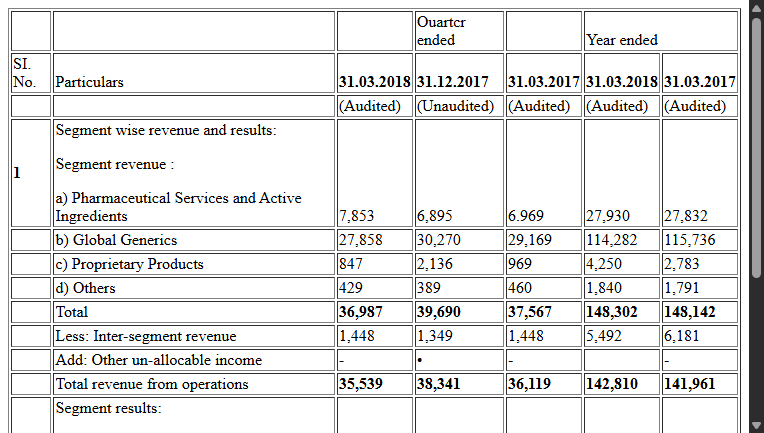 Ouartcr ended Year ended
SI. No. Particulars 31.03.2018 31.12.2017 31.03.2017 31.03.2018 31.03.2017
(Audited) (Unaudited) (Audited) (Audited) (Audited)
Segment wise revenue and results:
Segment revenue :
1 a) Pharmaceutical Services and Active Ingredients 7,853 6,895 6.969 27,930 27,832
b) Global Generics 27,858 30,270 29,169 114,282 115,736
c) Proprietary Products 847 2,136 969 4,250 2,783
d) Others 429 389 460 1,840 1,791
Total 36,987 39,690 37,567 148,302 148,142
Less: Inter-segment revenue 1,448 1,349 1,448 5,492 6,181
Add: Other un-allocable income - • - -
Total revenue from operations 35,539 38,341 36,119 142,810 141,961
Segment results: